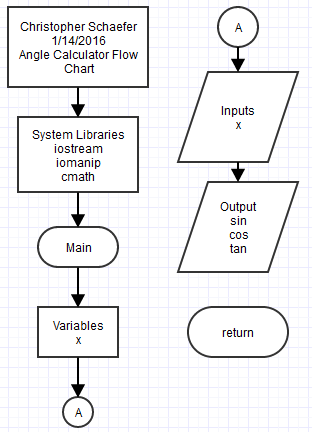 Christopher Schaefer
1/14/2016
Angle Calculator Flow
Chart
System Libraries
iostream
iomanip
cmath
Main
Variables
x
A
A
Inputs
x
Output
sin
cos
tan
return